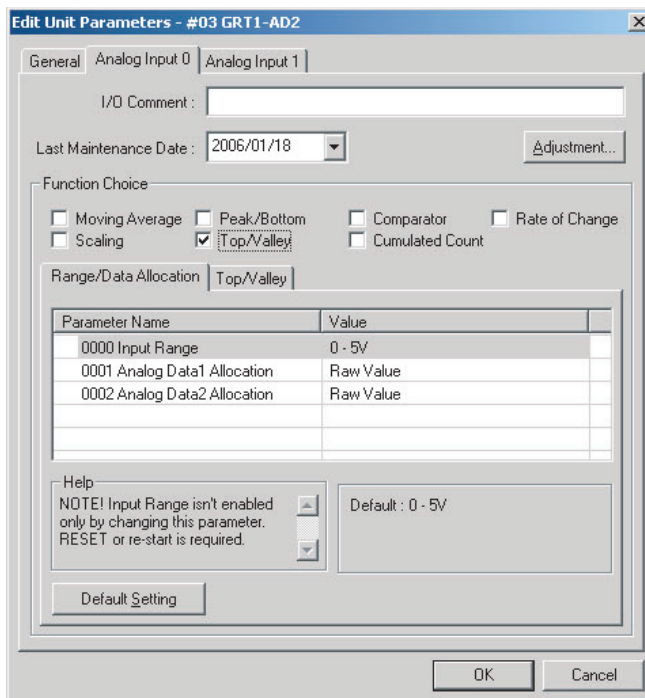 Edit Unit Parameters - #03 GRT1-AD2
General Analog Input 0 Analog Input 1
I/O Comment :
Last Maintenance Date : 2006/01/18 Adjustment...
Function Choice
Moving Average Peak/Bottom Comparator Rate of Change
Scaling Top/Valley Cumulated Count
Range/Data Allocation Top/Valley
Parameter Name Value
0000 Input Range 0 - 5V
0001 Analog Data1 Allocation Raw Value
0002 Analog Data2 Allocation Raw Value
Help
NOTE! Input Range isn't enabled
only by changing this parameter.
RESET or re-start is required.
Default : 0 - 5V
Default Setting
OK Cancel